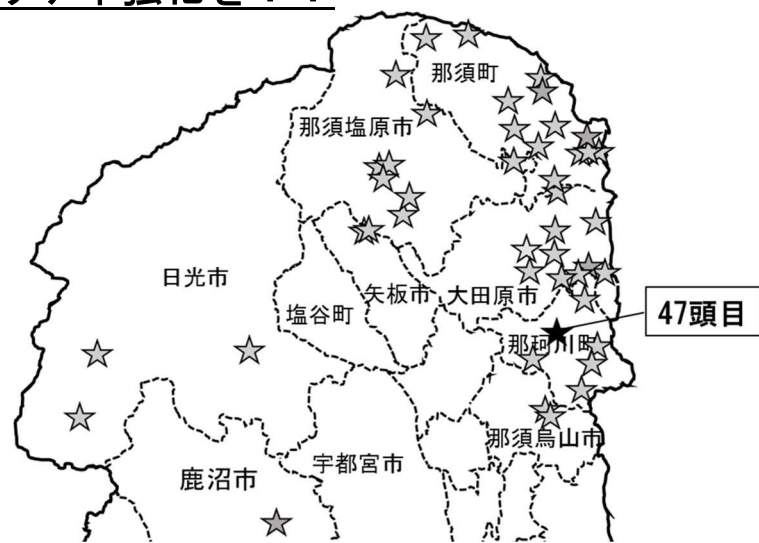 那須町
那須塩原市
日光市
矢板市
大田原市
塩谷町
47頭目
那珂川町
那須烏山市
宇都宮市
鹿沼市